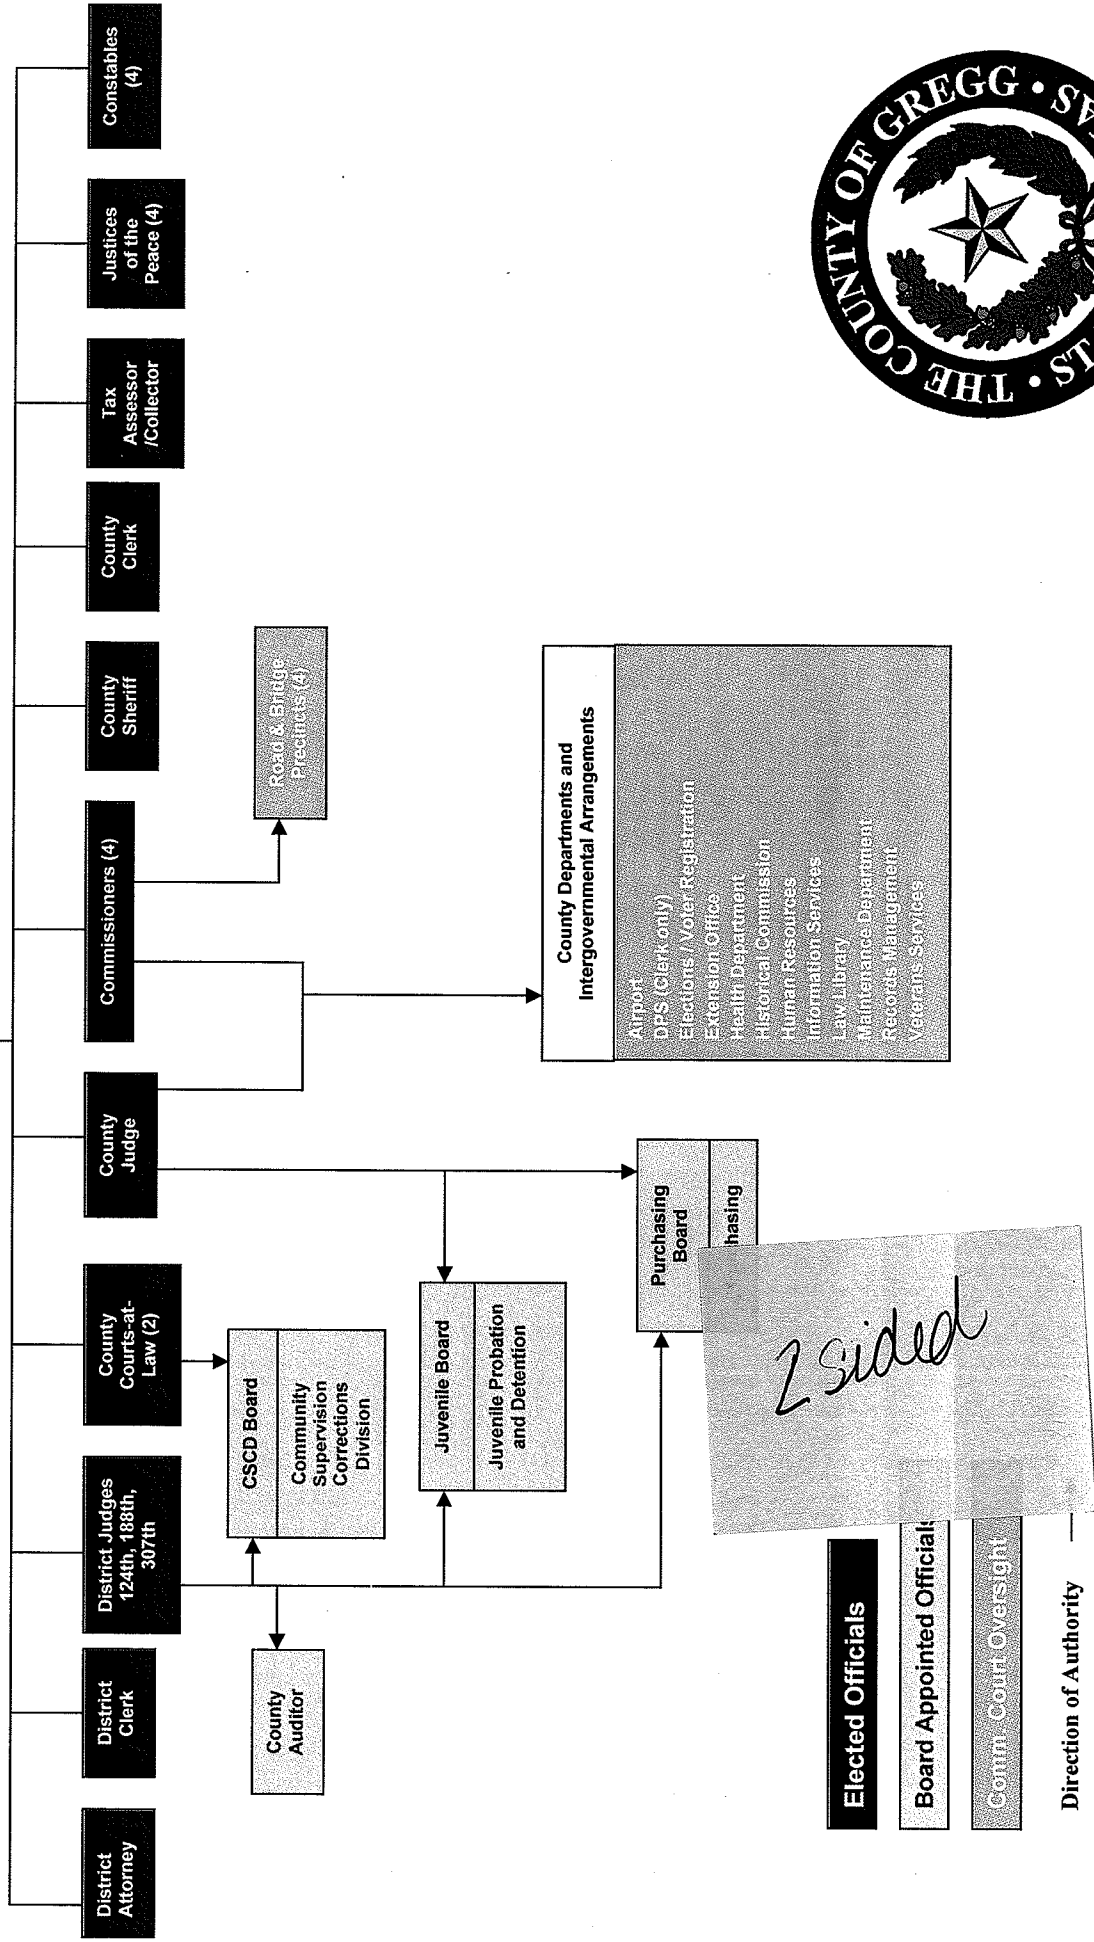 District
Attorney
District
Clerk
District Judges
124th, 188th,
307th
County
Courts-at-
Law (2)
County
Judge
Commissioners (4)
County
Sheriff
County
Clerk
Tax
Assessor
/Collector
Justices
of the
Peace (4)
Constables
(4)
County
Auditor
CSCD Board
Community
Supervision
Corrections
Division
Road & Bridge
Precincts (4)
Juvenile Board
Juvenile Probation
and Detention
County Departments and
Intergovernmental Arrangements
Airport
DPS (Clerk only)
Elections / Voter Registration
Extension Office
Health Department
Historical Commission
Human Resources
Information Services
Law Library
Maintenance Department
Records Management
Veterans Services
Purchasing
Board
hasing
2 sided
Elected Officials
Board Appointed Officials
Comm. Court Oversight
Direction of Authority
THE COUNTY OF GREGG